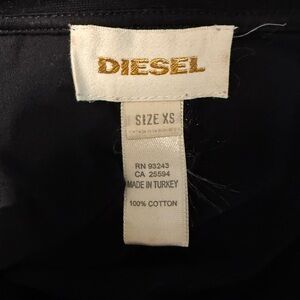 DIESEL
SIZE XS
RN 93243
CA 25594
MADE IN TURKEY
100% COTTON